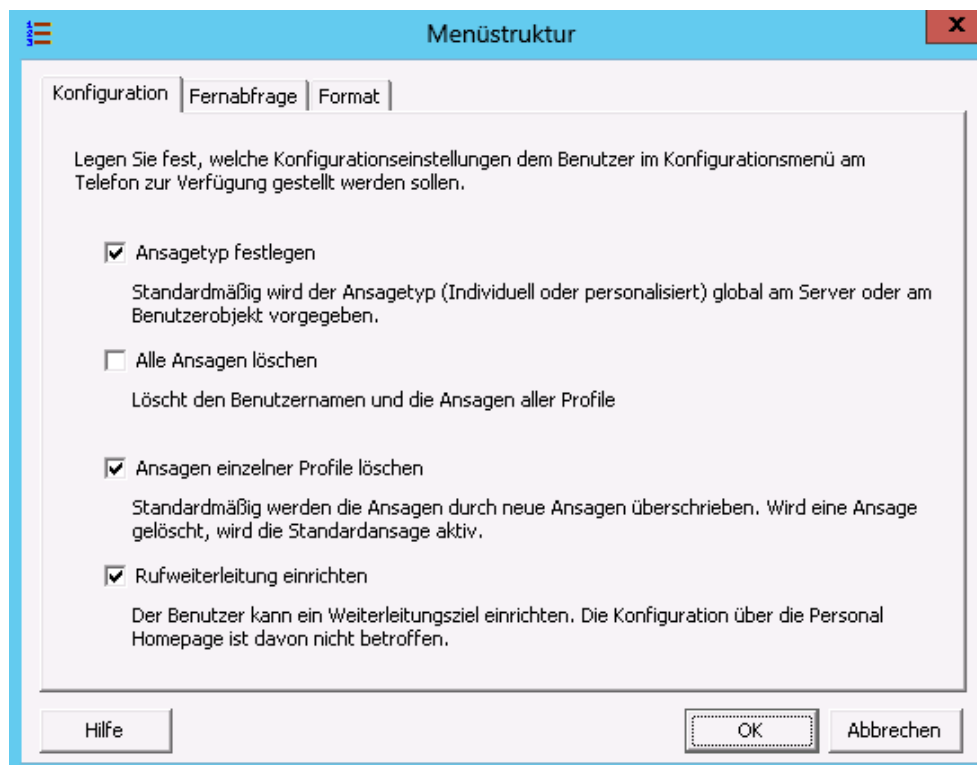 Menüstruktur
x
Konfiguration
Fernabfrage
Format
Legen Sie fest, welche Konfigurationseinstellungen dem Benutzer im Konfigurationsmenü am
Telefon zur Verfügung gestellt werden sollen.
Ansagetyp festlegen
Standardmäßig wird der Ansagetyp (Individuell oder personalisiert) global am Server oder am
Benutzerobjekt vorgegeben.
Alle Ansagen löschen
Löscht den Benutzernamen und die Ansagen aller Profile
Ansagen einzelner Profile löschen
Standardmäßig werden die Ansagen durch neue Ansagen überschrieben. Wird eine Ansage
gelöscht, wird die Standardansage aktiv.
Rufweiterleitung einrichten
Der Benutzer kann ein Weiterleitungsziel einrichten. Die Konfiguration über die Personal
Homepage ist davon nicht betroffen.
Hilfe
OK
Abbrechen